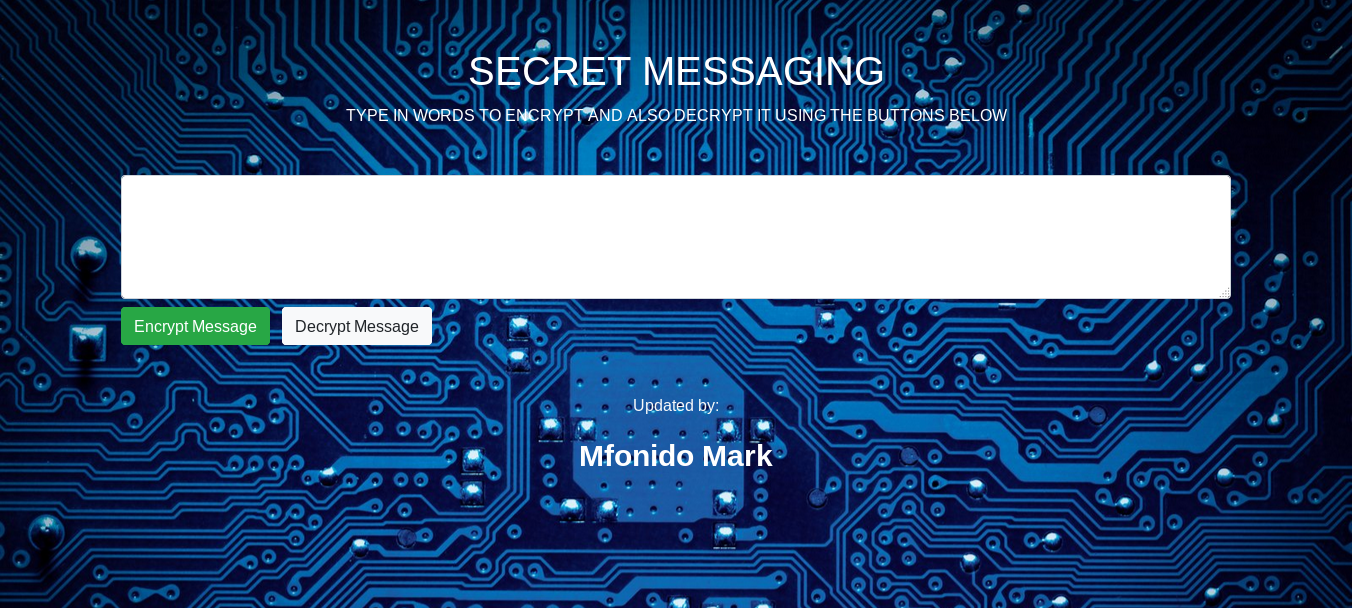 SECRET MESSAGING
TYPE IN WORDS TO ENCRYPT AND ALSO DECRYPT IT USING THE BUTTONS BELOW
Encrypt Message
Decrypt Message
Updated by:
Mfonido Mark